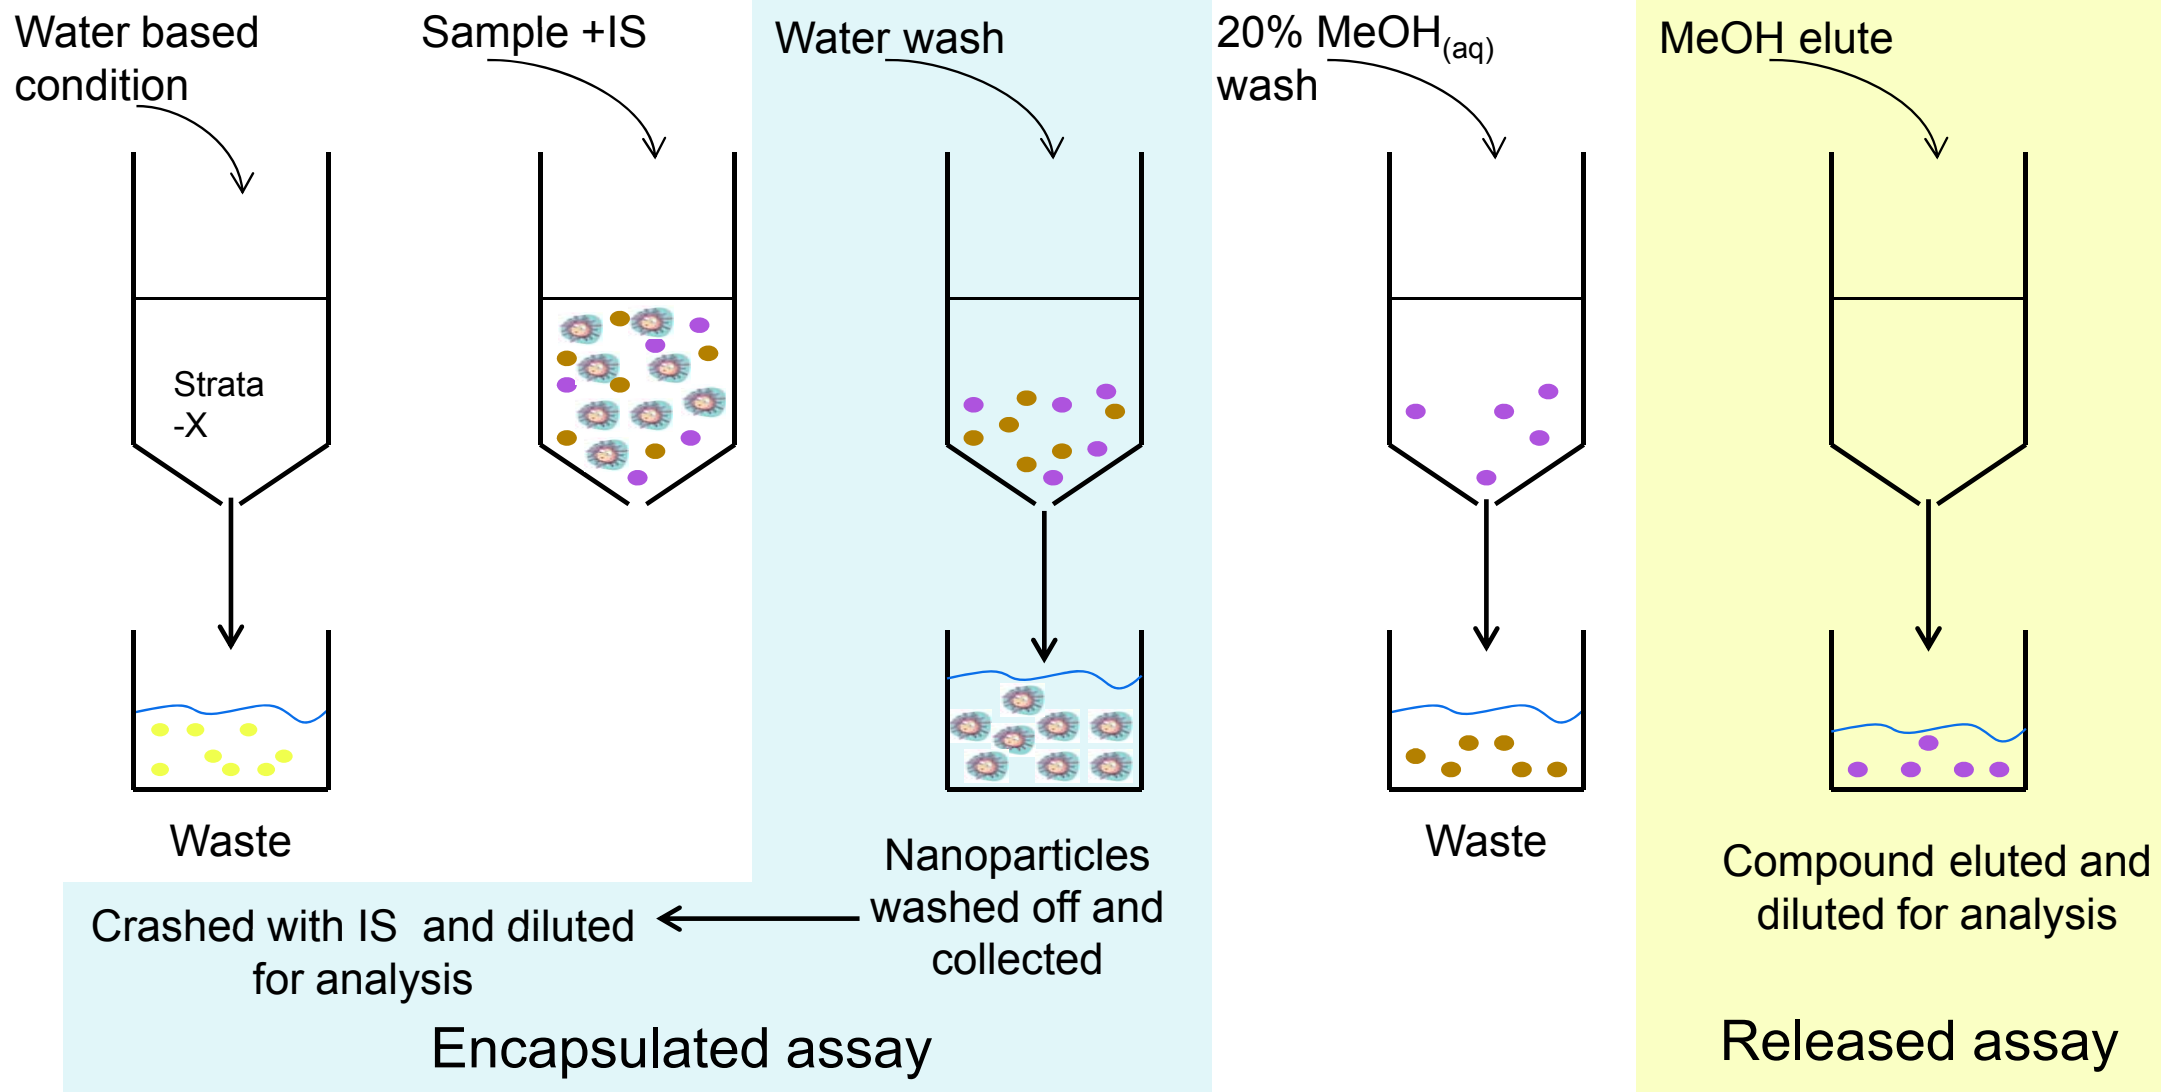 Water based
condition
Sample +IS
Water wash
20% MeOH(aq)
wash
MeOH elute
Strata
-X
Waste
Nanoparticles
washed off and
collected
Crashed with IS  and diluted
for analysis
Encapsulated assay
Waste
Compound eluted and
diluted for analysis
Released assay